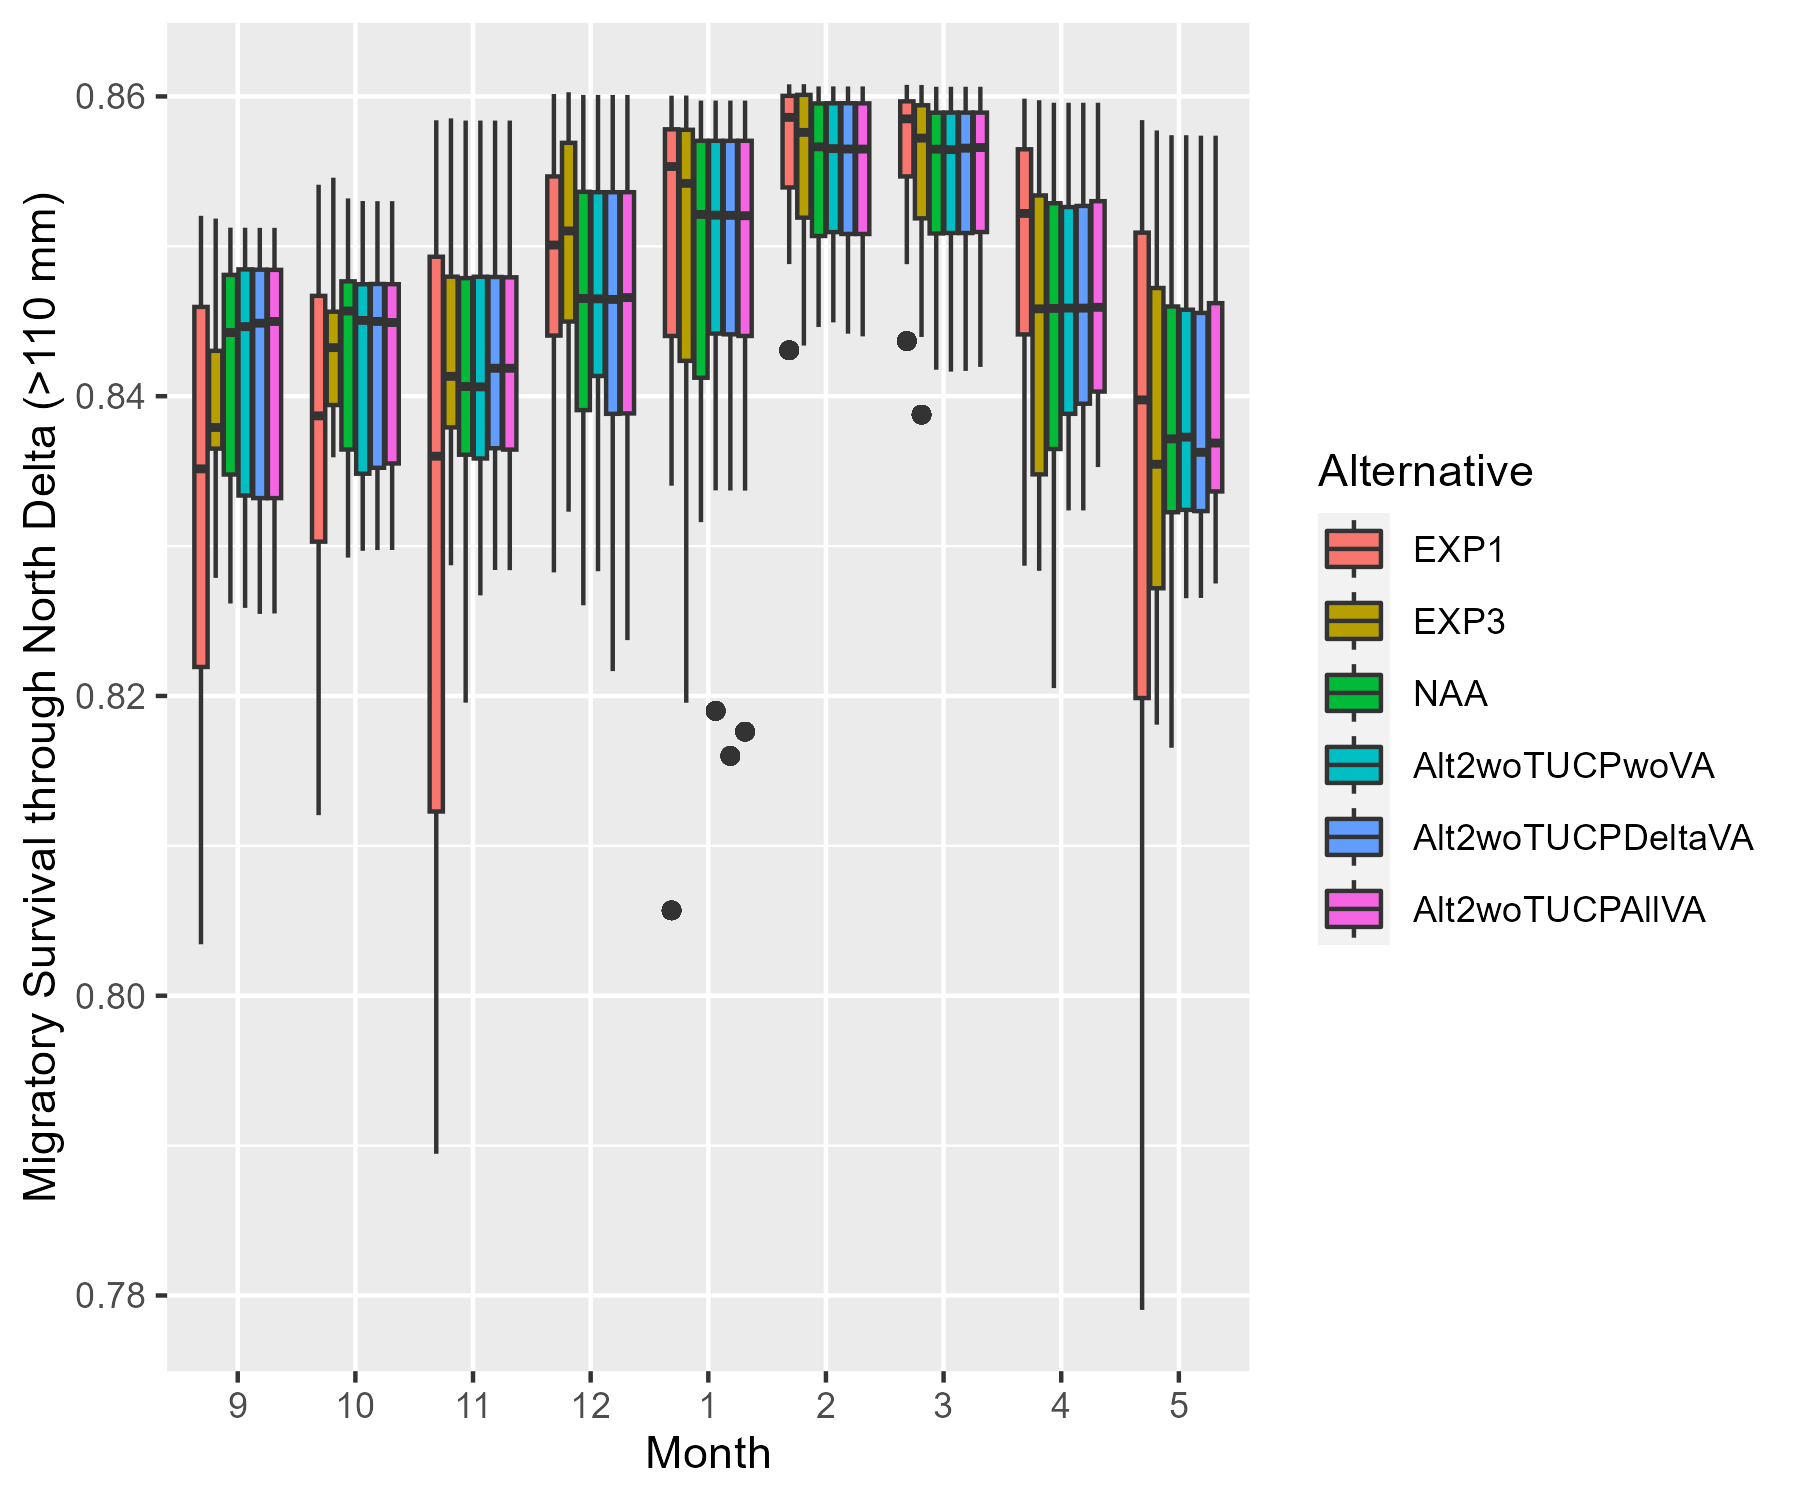 Migratory Survival through North Delta (>110 mm)
0.86
0.84
0.82
0.80
0.78
9 10 11 12 1 2 3 4 5
Month
Alternative
EXP1
EXP3
NAA
Alt2woTUCPwoVA
Alt2woTUCPDeltaVA
Alt2woTUCPAllVA